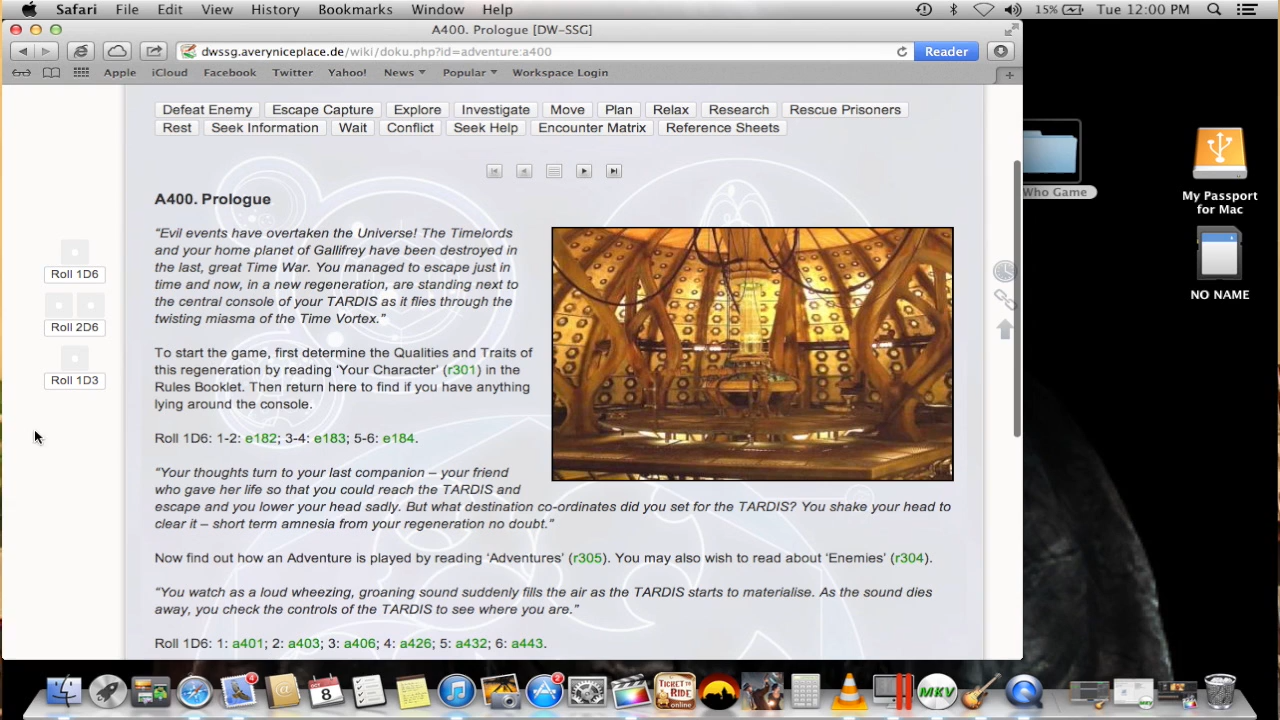 Safari File Edit View History Bookmarks Window Help 15% Tue 12:00 PM
A400. Prologue [DW-SSG]
dwssg.averyniceplace.de/wiki/doku.php?id=adventure:a400 Reader
Apple iCloud Facebook Twitter Yahoo! News Popular Workspace Login
Defeat Enemy Escape Capture Explore Investigate Move Plan Relax Research Rescue Prisoners
Rest Seek Information Wait Conflict Seek Help Encounter Matrix Reference Sheets
A400. Prologue
“Evil events have overtaken the Universe! The Timelords
and your home planet of Gallifrey have been destroyed in
the last, great Time War. You managed to escape just in
time and now, in a new regeneration, are standing next to
the central console of your TARDIS as it flies through the
twisting miasma of the Time Vortex.”
To start the game, first determine the Qualities and Traits of
this regeneration by reading ‘Your Character’ (r301) in the
Rules Booklet. Then return here to find if you have anything
lying around the console.
Roll 1D6: 1-2: e182; 3-4: e183; 5-6: e184.
“Your thoughts turn to your last companion – your friend
who gave her life so that you could reach the TARDIS and
escape and you lower your head sadly. But what destination co-ordinates did you set for the TARDIS? You shake your head to
clear it – short term amnesia from your regeneration no doubt.”
Now find out how an Adventure is played by reading ‘Adventures’ (r305). You may also wish to read about ‘Enemies’ (r304).
“You watch as a loud wheezing, groaning sound suddenly fills the air as the TARDIS starts to materialise. As the sound dies
away, you check the controls of the TARDIS to see where you are.”
Roll 1D6: 1: a401; 2: a403; 3: a406; 4: a426; 5: a432; 6: a443.
Roll 1D6
Roll 2D6
Roll 1D3
Who Game
My Passport
for Mac
NO NAME
4
OCT
8
2
TICKET TO
RIDE
online
MKV